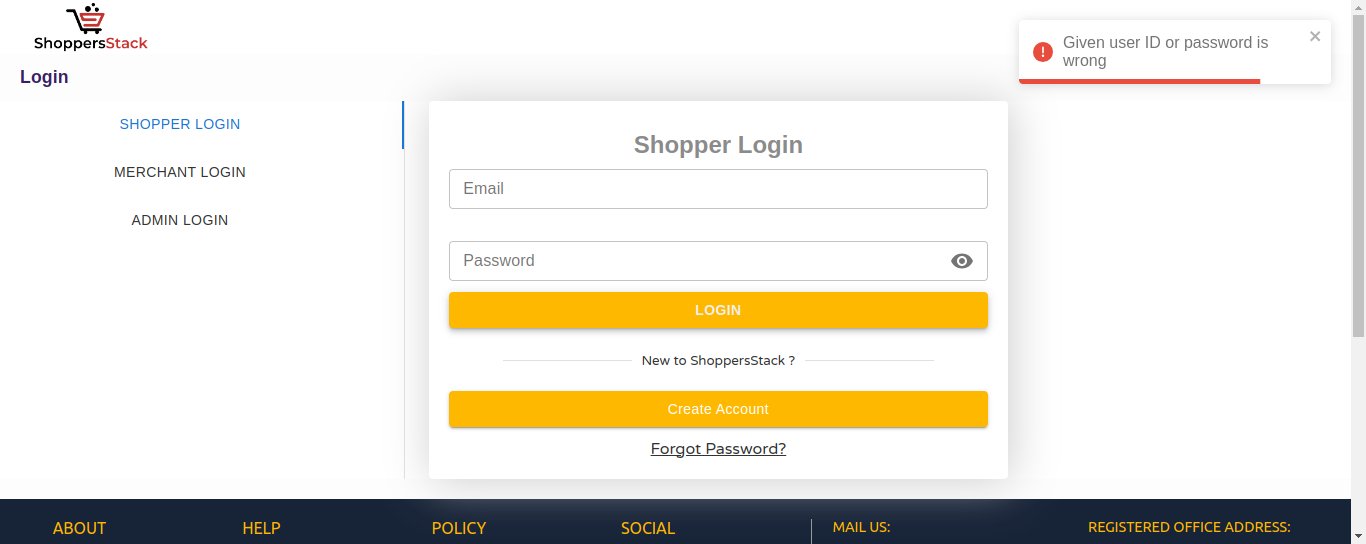 ShoppersStack
Given user ID or password is
wrong
Login
SHOPPER LOGIN
MERCHANT LOGIN
ADMIN LOGIN
Shopper Login
Email
Password
LOGIN
New to ShoppersStack ?
Create Account
Forgot Password?
ABOUT
HELP
POLICY
SOCIAL
MAIL US:
REGISTERED OFFICE ADDRESS: